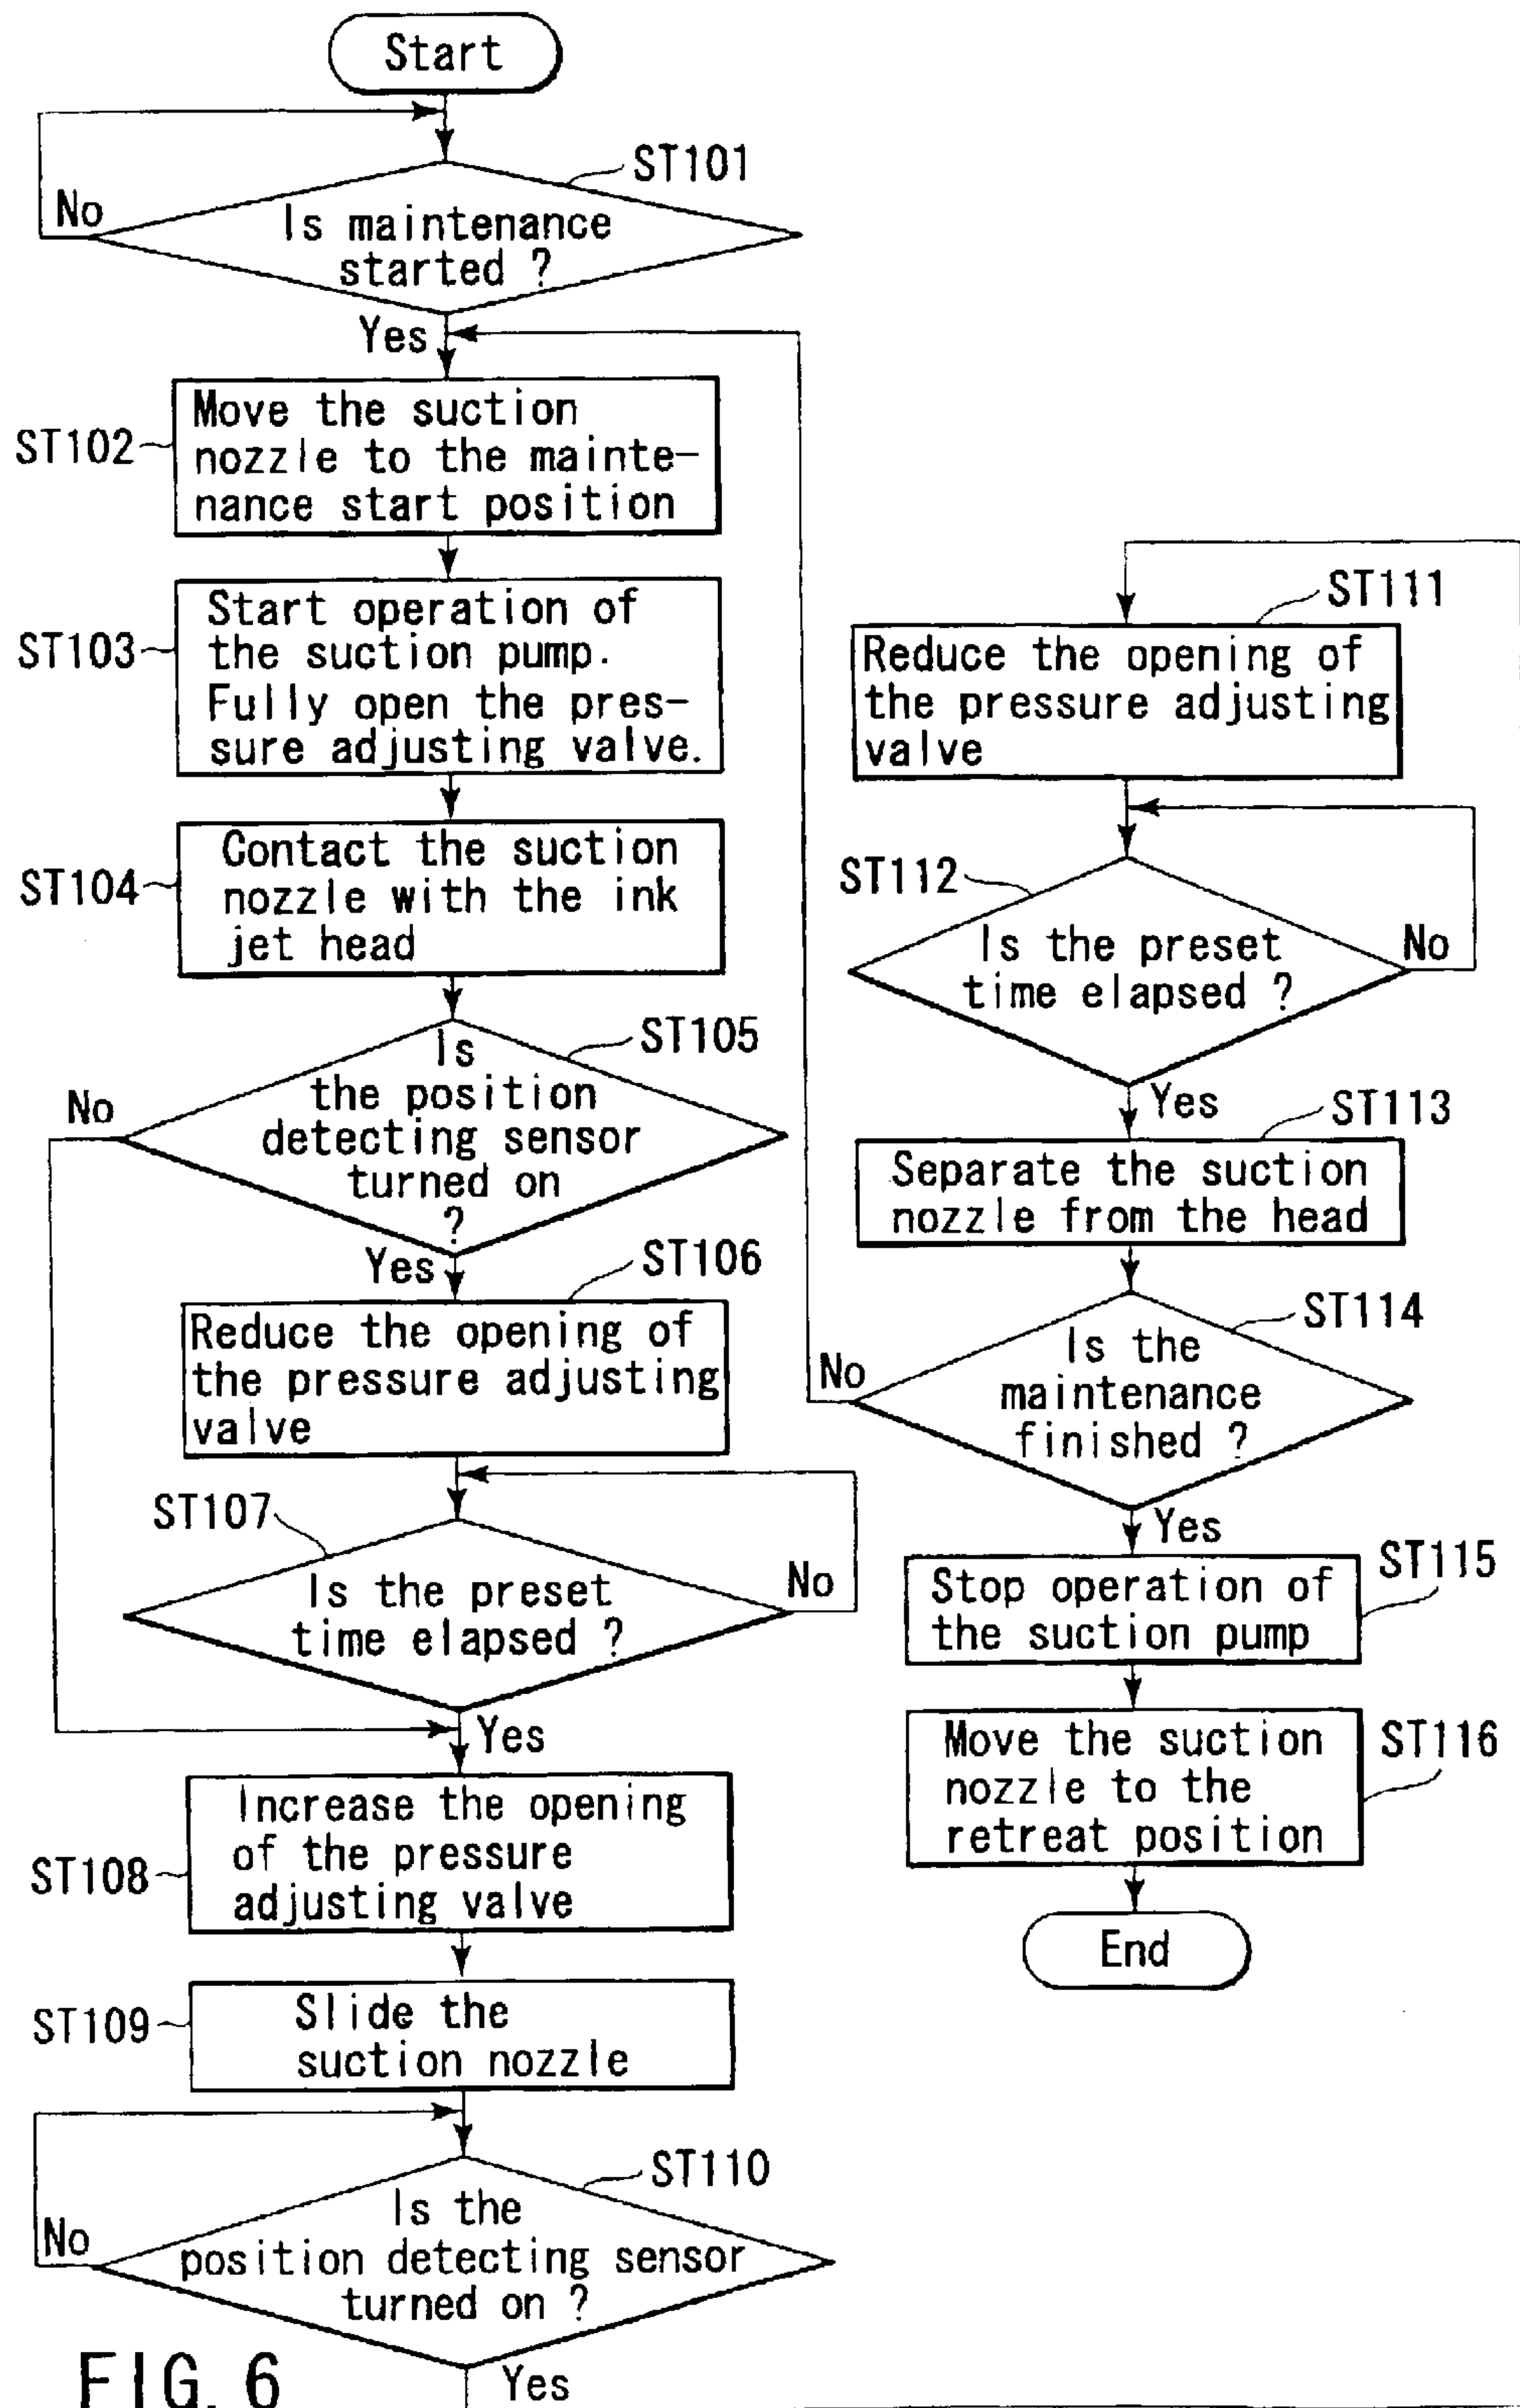 Start
ST101
No
Is maintenance
started ?
Yes
ST102
Move the suction
nozzle to the mainte-
nance start position
ST103
Start operation of
the suction pump.
Fully open the pres-
sure adjusting valve.
ST104
Contact the suction
nozzle with the ink
jet head
ST105
No
Is
the position
detecting sensor
turned on
?
Yes
ST106
Reduce the opening of
the pressure adjusting
valve
ST107
Is the preset
time elapsed ?
No
Yes
ST108
Increase the opening
of the pressure
adjusting valve
ST109
Slide the
suction nozzle
ST110
No
Is the
position detecting sensor
turned on ?
Yes
ST111
Reduce the opening of
the pressure adjusting
valve
ST112
Is the preset
time elapsed ?
No
Yes
ST113
Separate the suction
nozzle from the head
ST114
No
Is the
maintenance
finished ?
Yes
ST115
Stop operation of
the suction pump
ST116
Move the suction
nozzle to the
retreat position
End
FIG. 6